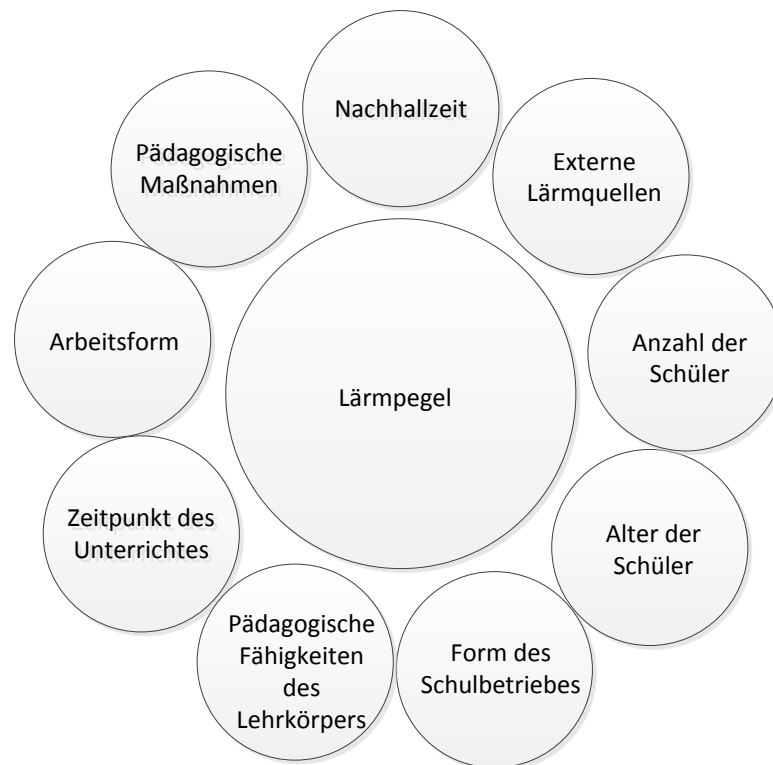 Nachhallzeit
Externe
Lärmquellen
Anzahl der
Schüler
Alter der
Schüler
Form des
Schulbetriebes
Pädagogische
Fähigkeiten
des
Lehrkörpers
Zeitpunkt des
Unterrichtes
Arbeitsform
Pädagogische
Maßnahmen
Lärmpegel